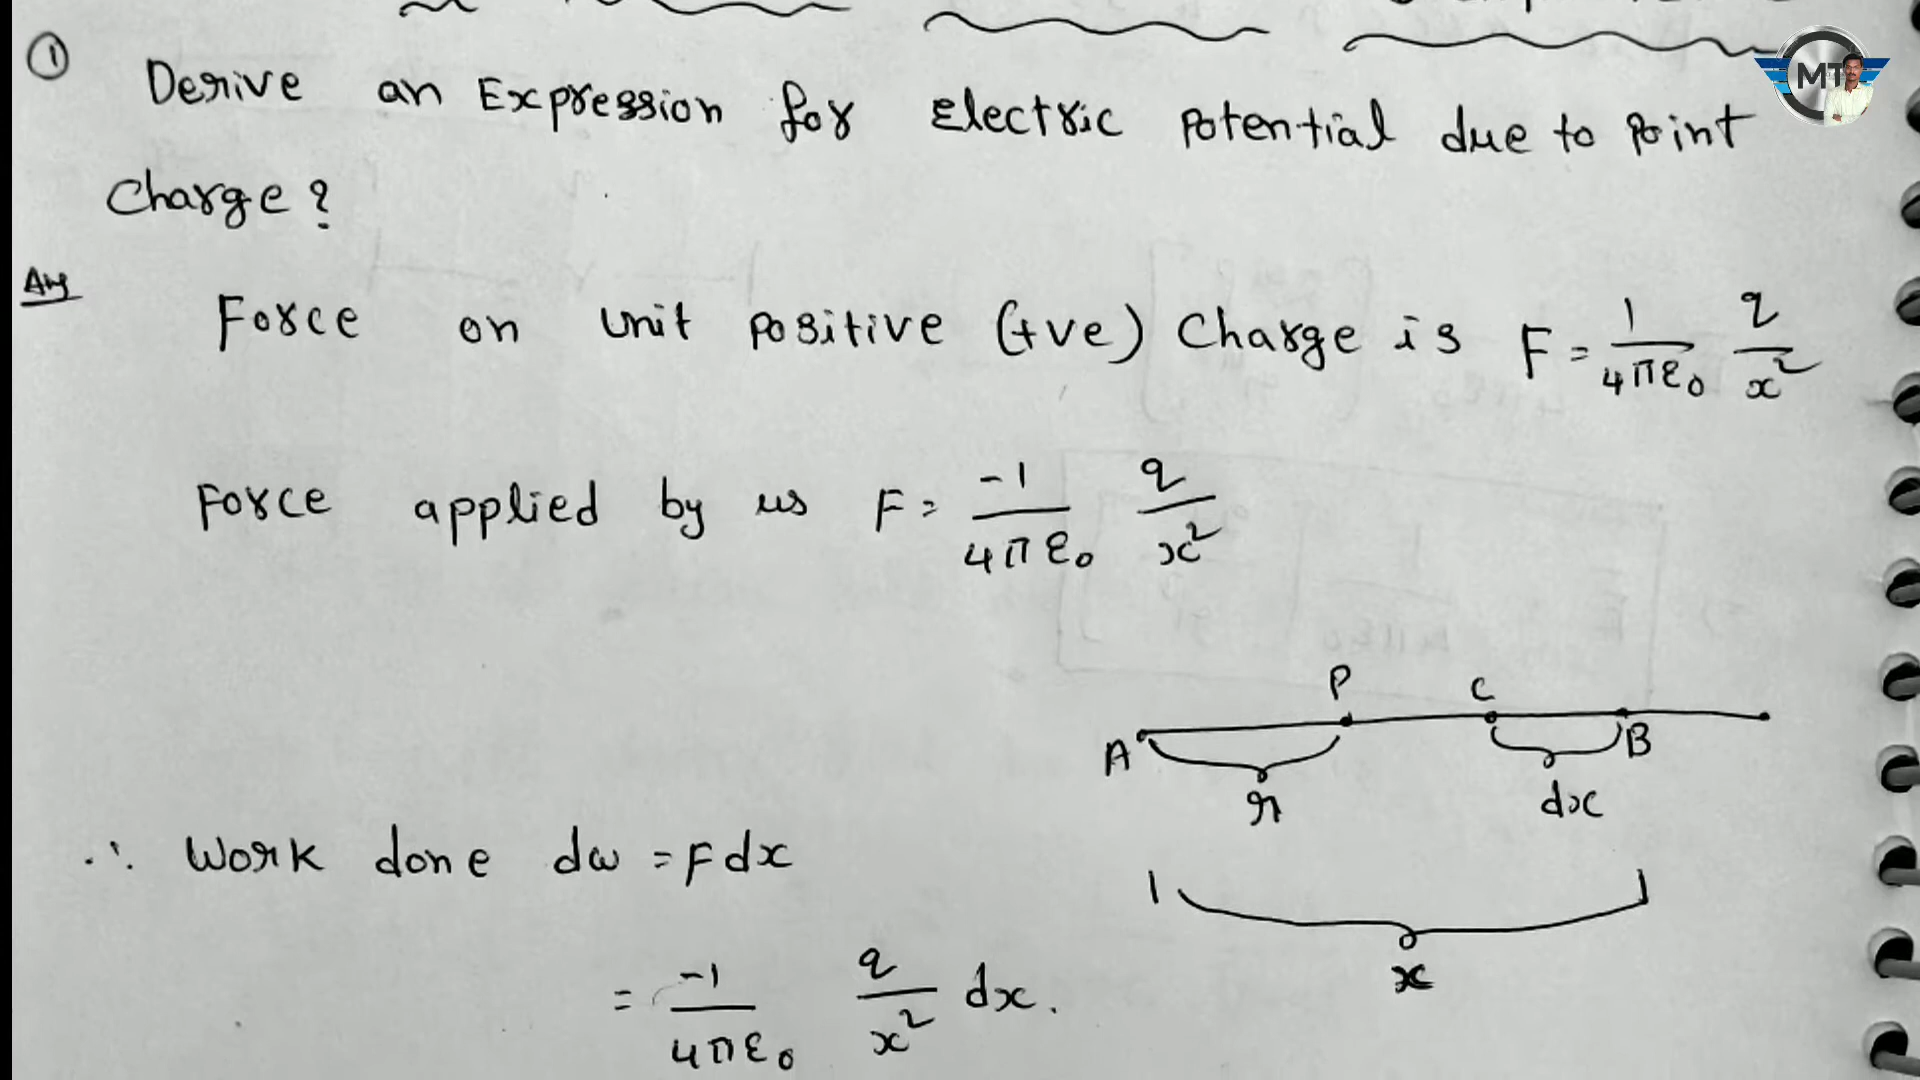 ① Derive an Expression for Electric Potential due to Point
Charge?
Ans
Force on unit positive (+ve) Charge is F = 1/4πε₀ q/x²
Force applied by us F = -1/4πε₀ q/x²
A P C B
r dx
x
∴ Work done dw = F dx
= -1/4πε₀ q/x² dx.
MT